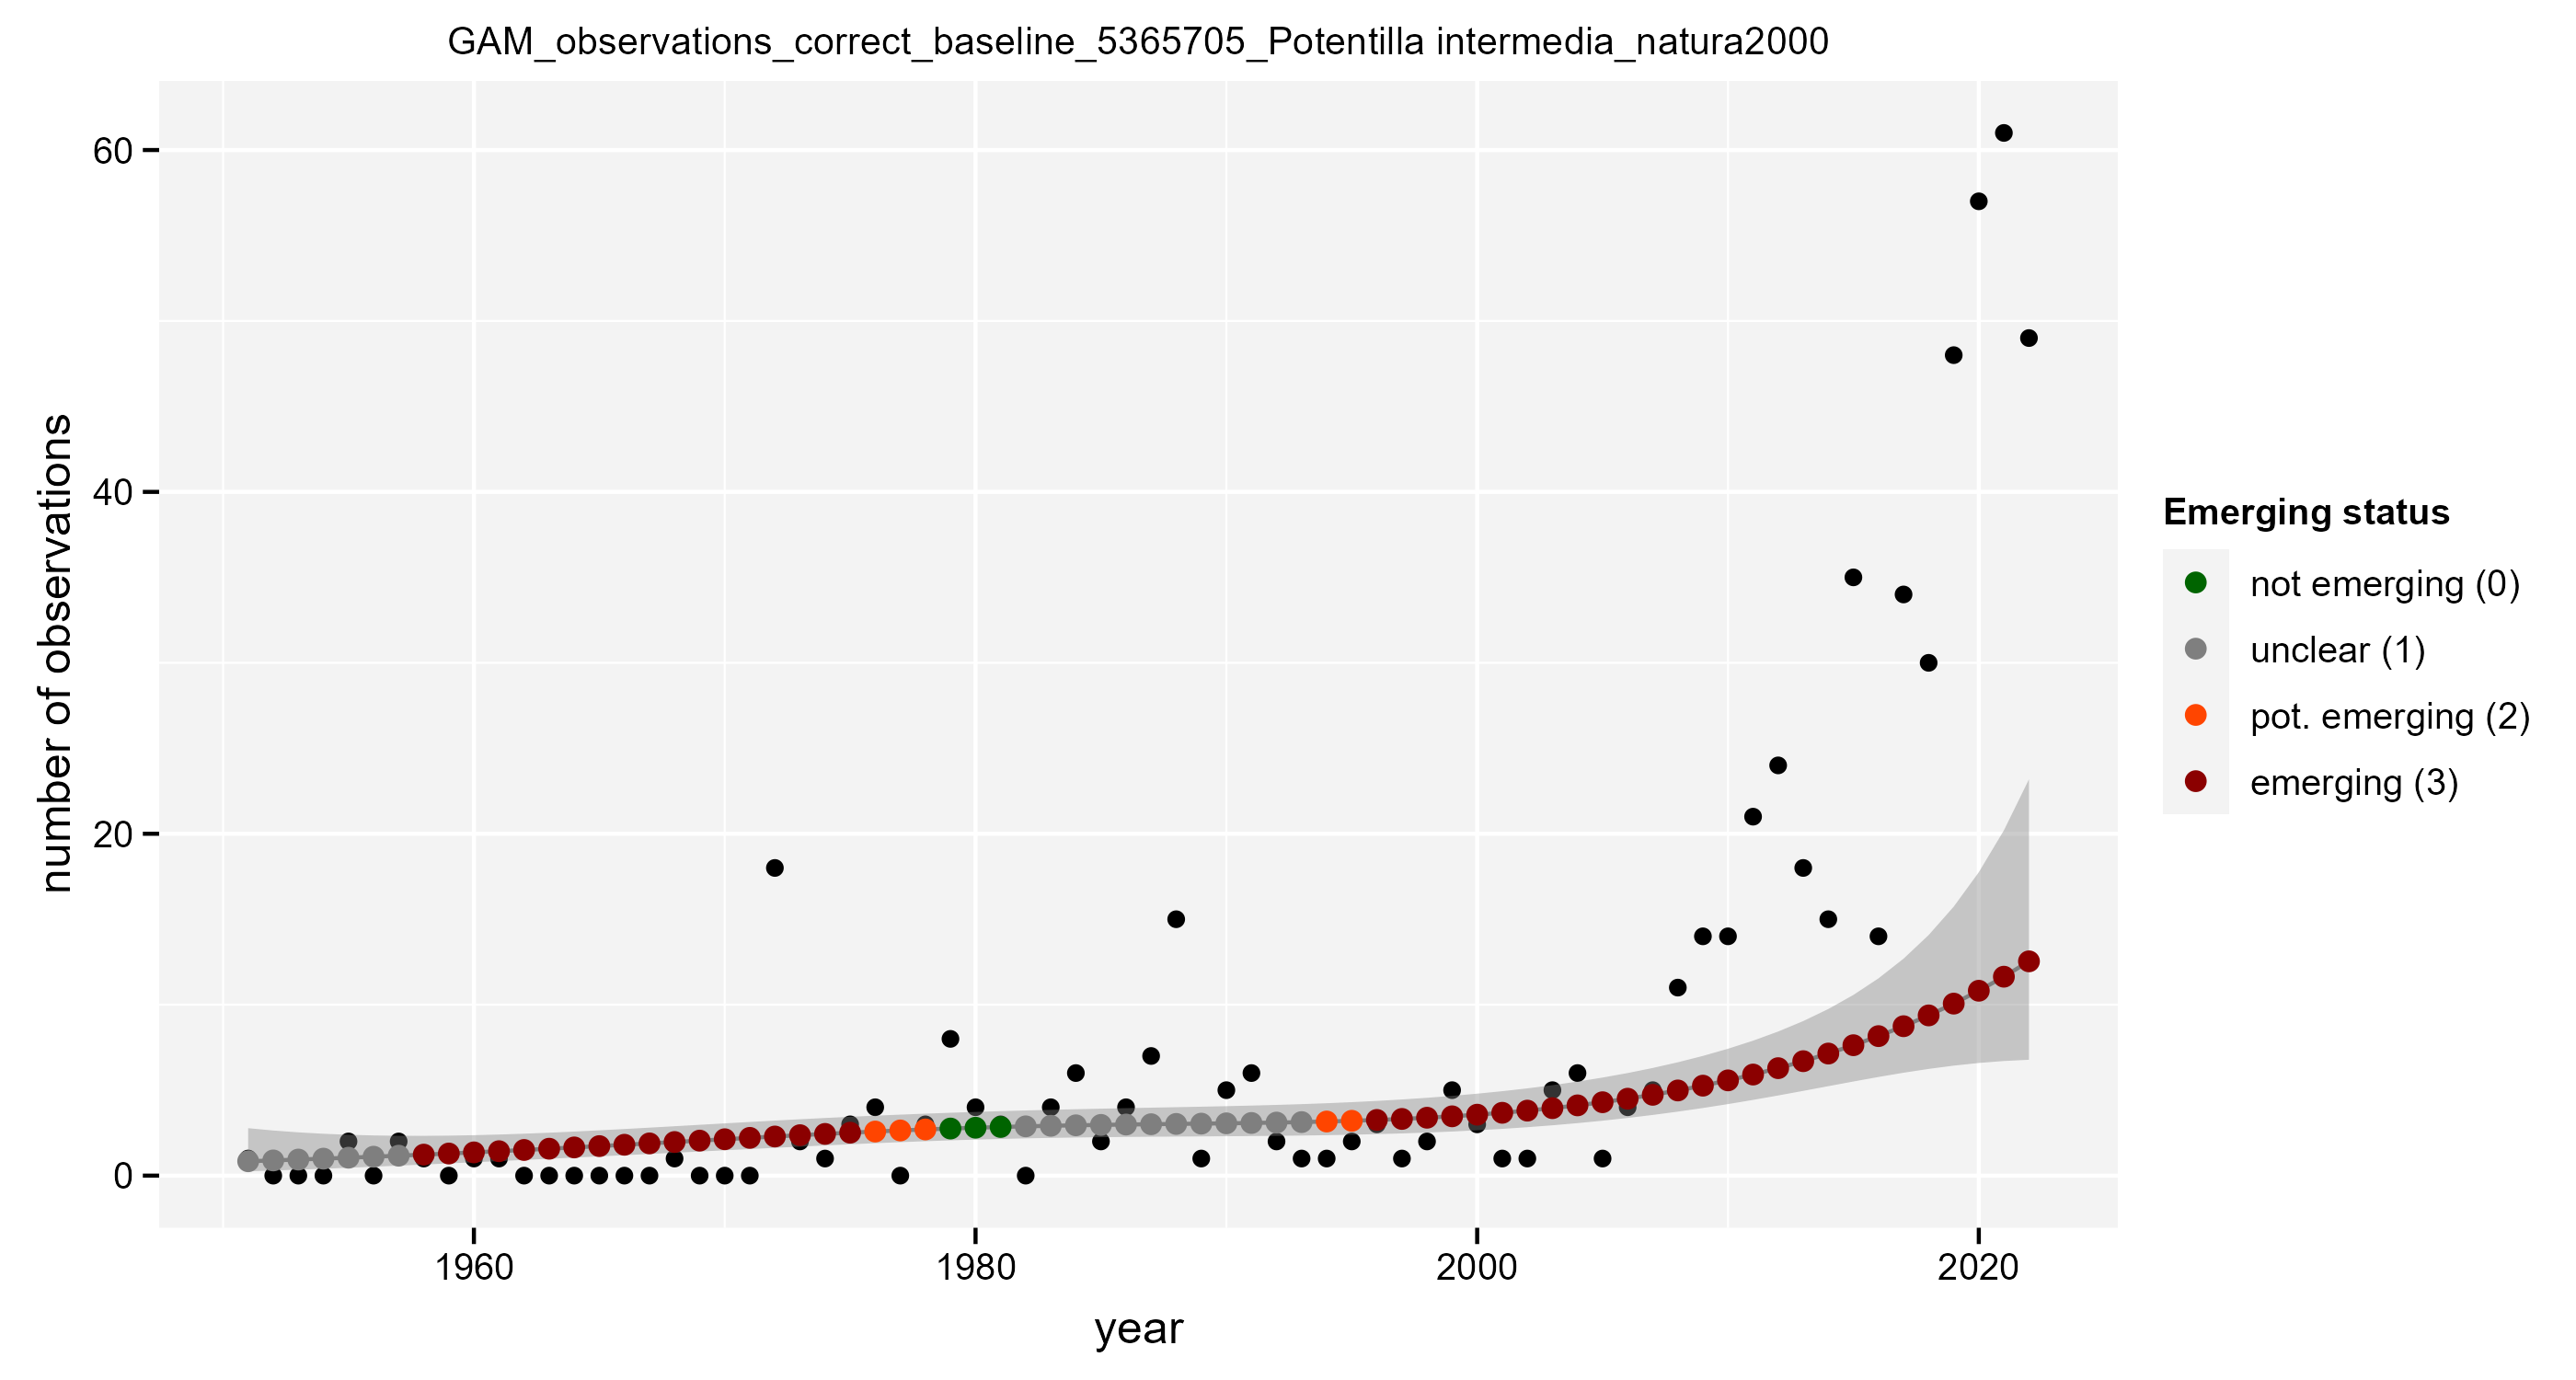 GAM_observations_correct_baseline_5365705_Potentilla intermedia_natura2000
number of observations
60
40
20
0
1960
1980
2000
2020
year
Emerging status
not emerging (0)
unclear (1)
pot. emerging (2)
emerging (3)